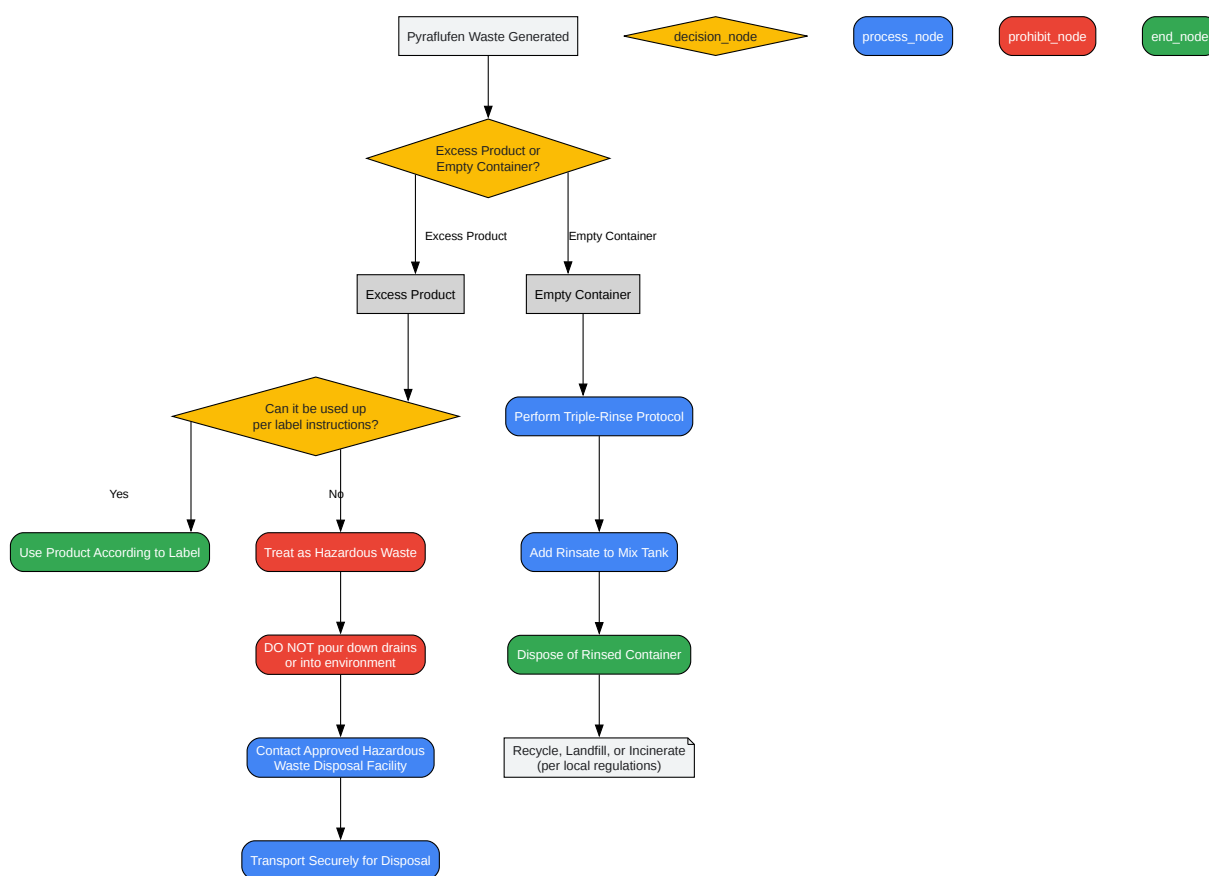 Pyraflufen Waste Generated
decision_node
process_node
prohibit_node
end_node
Excess Product or
Empty Container?
Excess Product
Empty Container
Excess Product
Empty Container
Can it be used up
per label instructions?
Perform Triple-Rinse Protocol
Yes
No
Use Product According to Label
Treat as Hazardous Waste
Add Rinsate to Mix Tank
DO NOT pour down drains
or into environment
Dispose of Rinsed Container
Contact Approved Hazardous
Waste Disposal Facility
Recycle, Landfill, or Incinerate
(per local regulations)
Transport Securely for Disposal